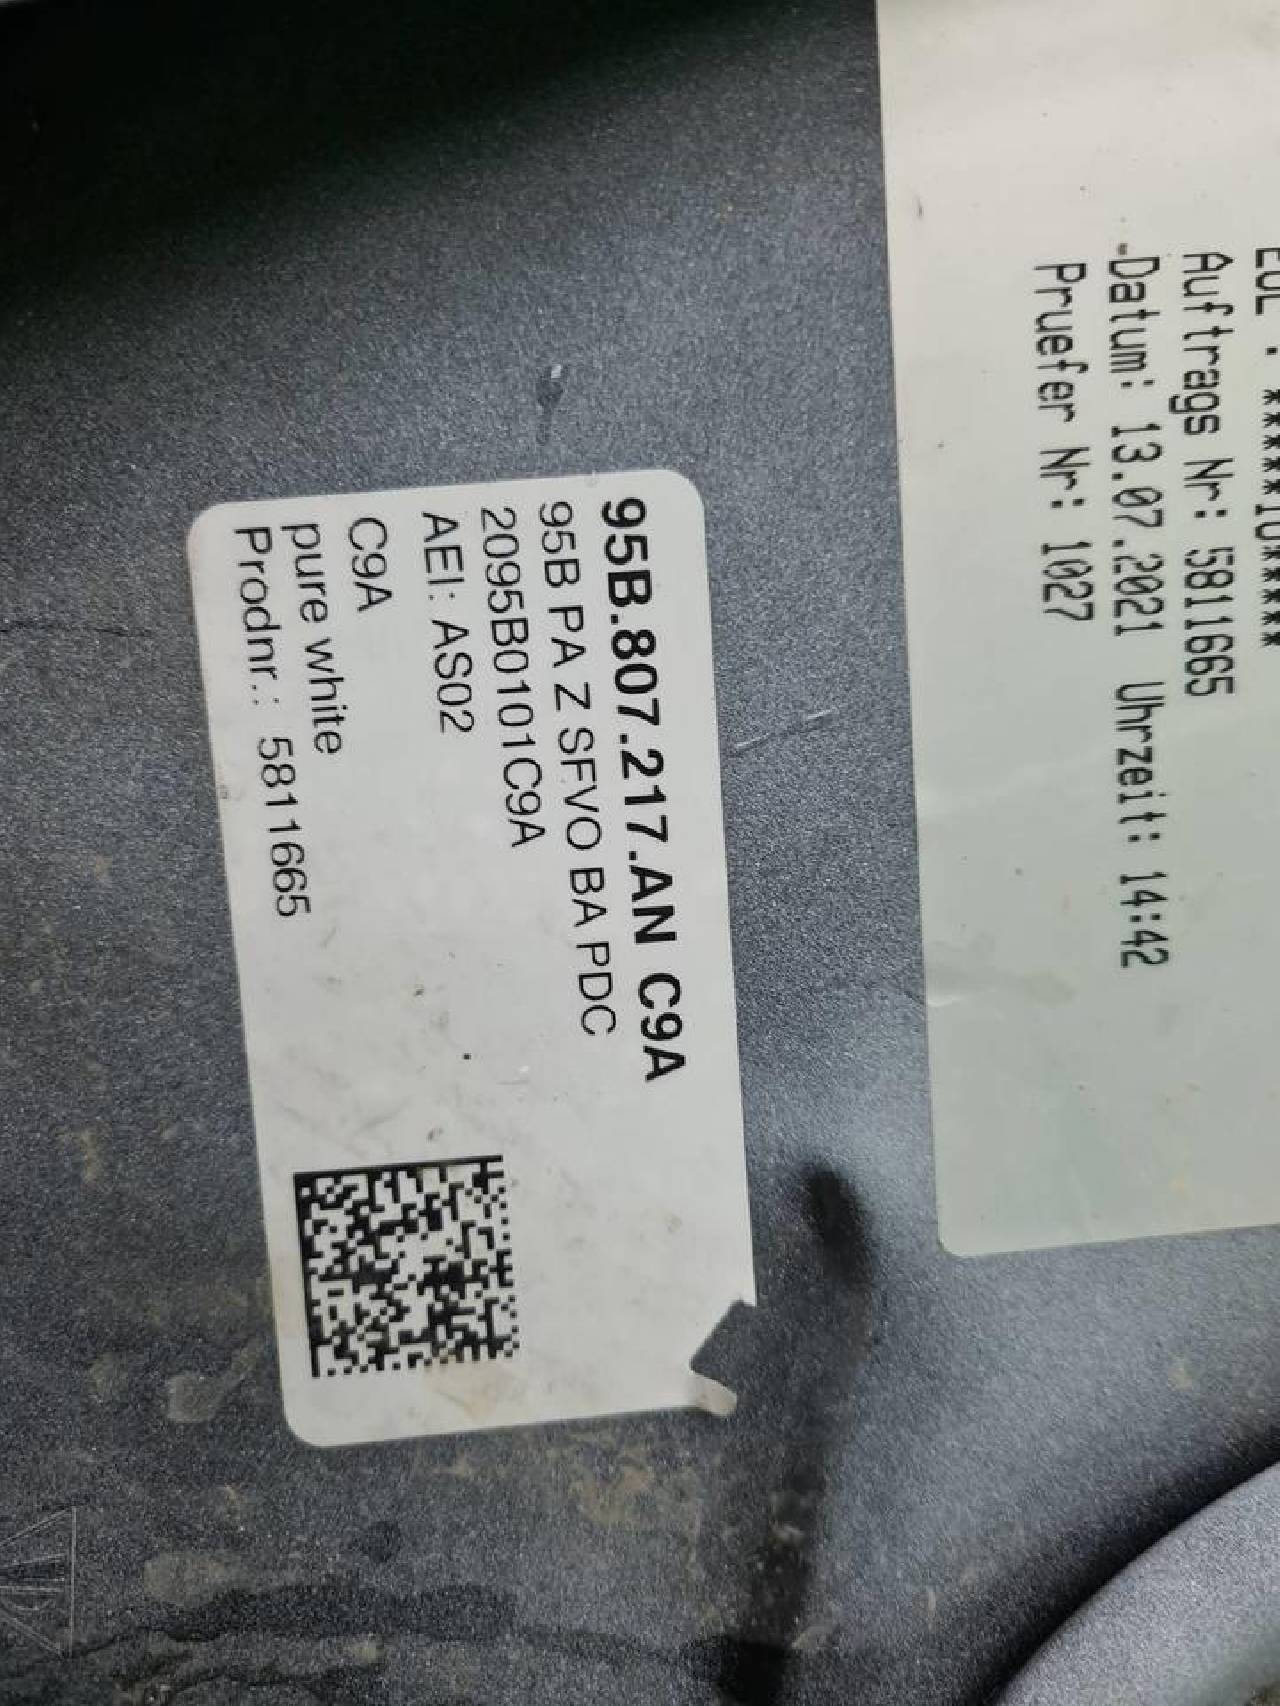 95B.807.217.AN C9A
95B PA Z SFVO BA PDC
2095B0101C9A
AEI: AS02
C9A
pure white
Prodnr.: 5811665
Auftrags Nr: 5811665
-Datum: 13.07.2021 Uhrzeit: 14:42
Pruefer Nr: 1027